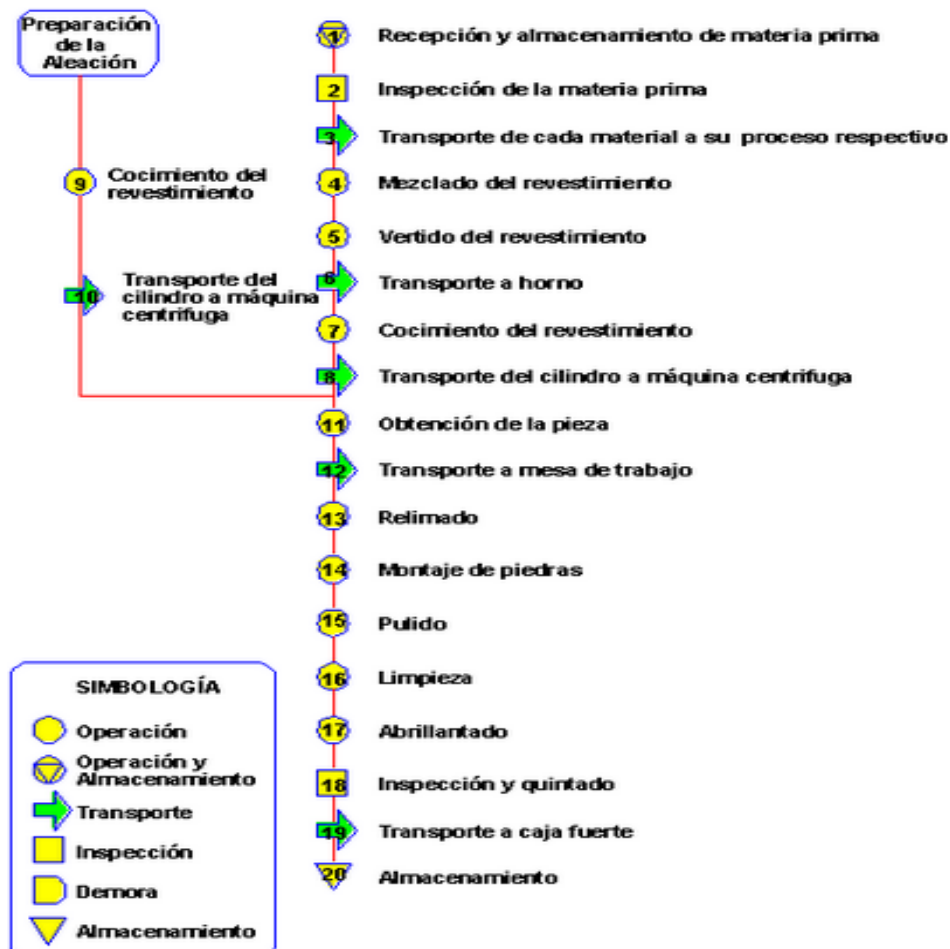 Preparación
de la
Aleación
9
Cocimiento del
revestimiento
10
Transporte del
cilindro a máquina
centrifuga
1 Recepción y almacenamiento de materia prima
2 Inspección de la materia prima
3 Transporte de cada material a su proceso respectivo
4 Mezclado del revestimiento
5 Vertido del revestimiento
6 Transporte a horno
7 Cocimiento del revestimiento
8 Transporte del cilindro a máquina centrifuga
11 Obtención de la pieza
12 Transporte a mesa de trabajo
13 Relimado
14 Montaje de piedras
15 Pulido
16 Limpieza
17 Abrillantado
18 Inspección y quintado
19 Transporte a caja fuerte
20 Almacenamiento
SIMBOLOGÍA
Operación
Operación y
Almacenamiento
Transporte
Inspección
Demora
Almacenamiento